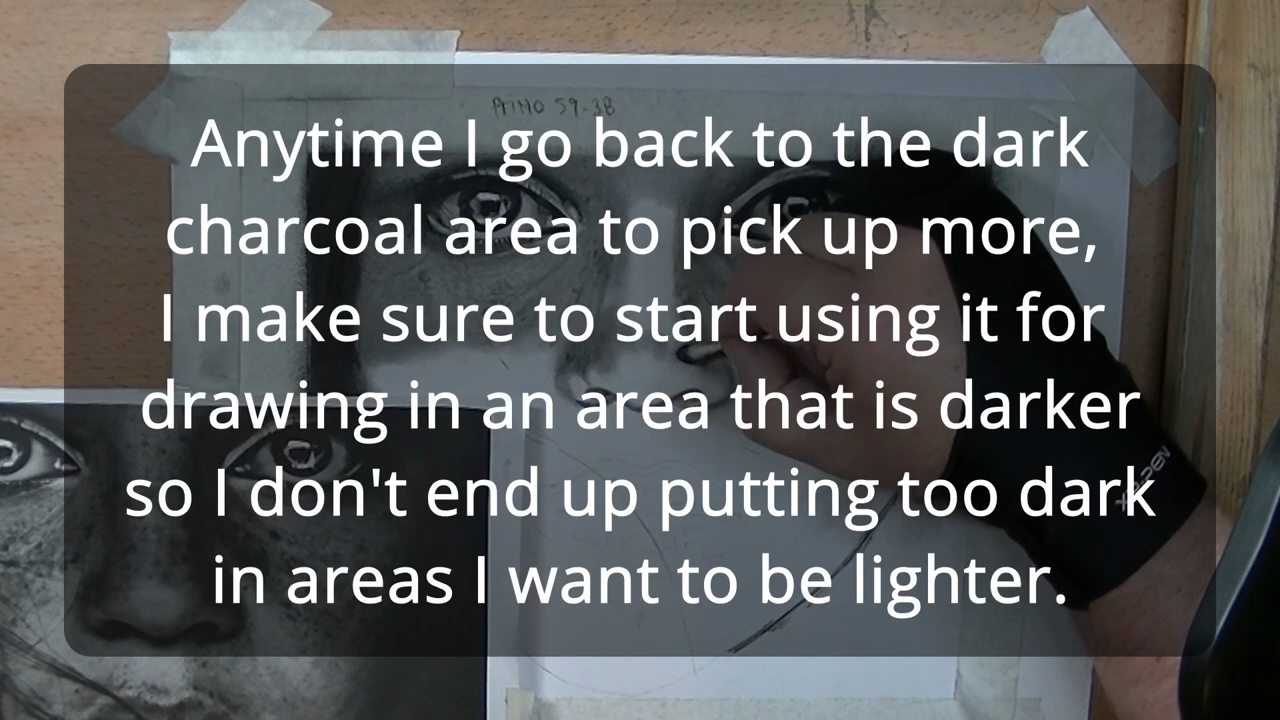 Anytime I go back to the dark
charcoal area to pick up more,
I make sure to start using it for
drawing in an area that is darker
so I don't end up putting too dark
in areas I want to be lighter.